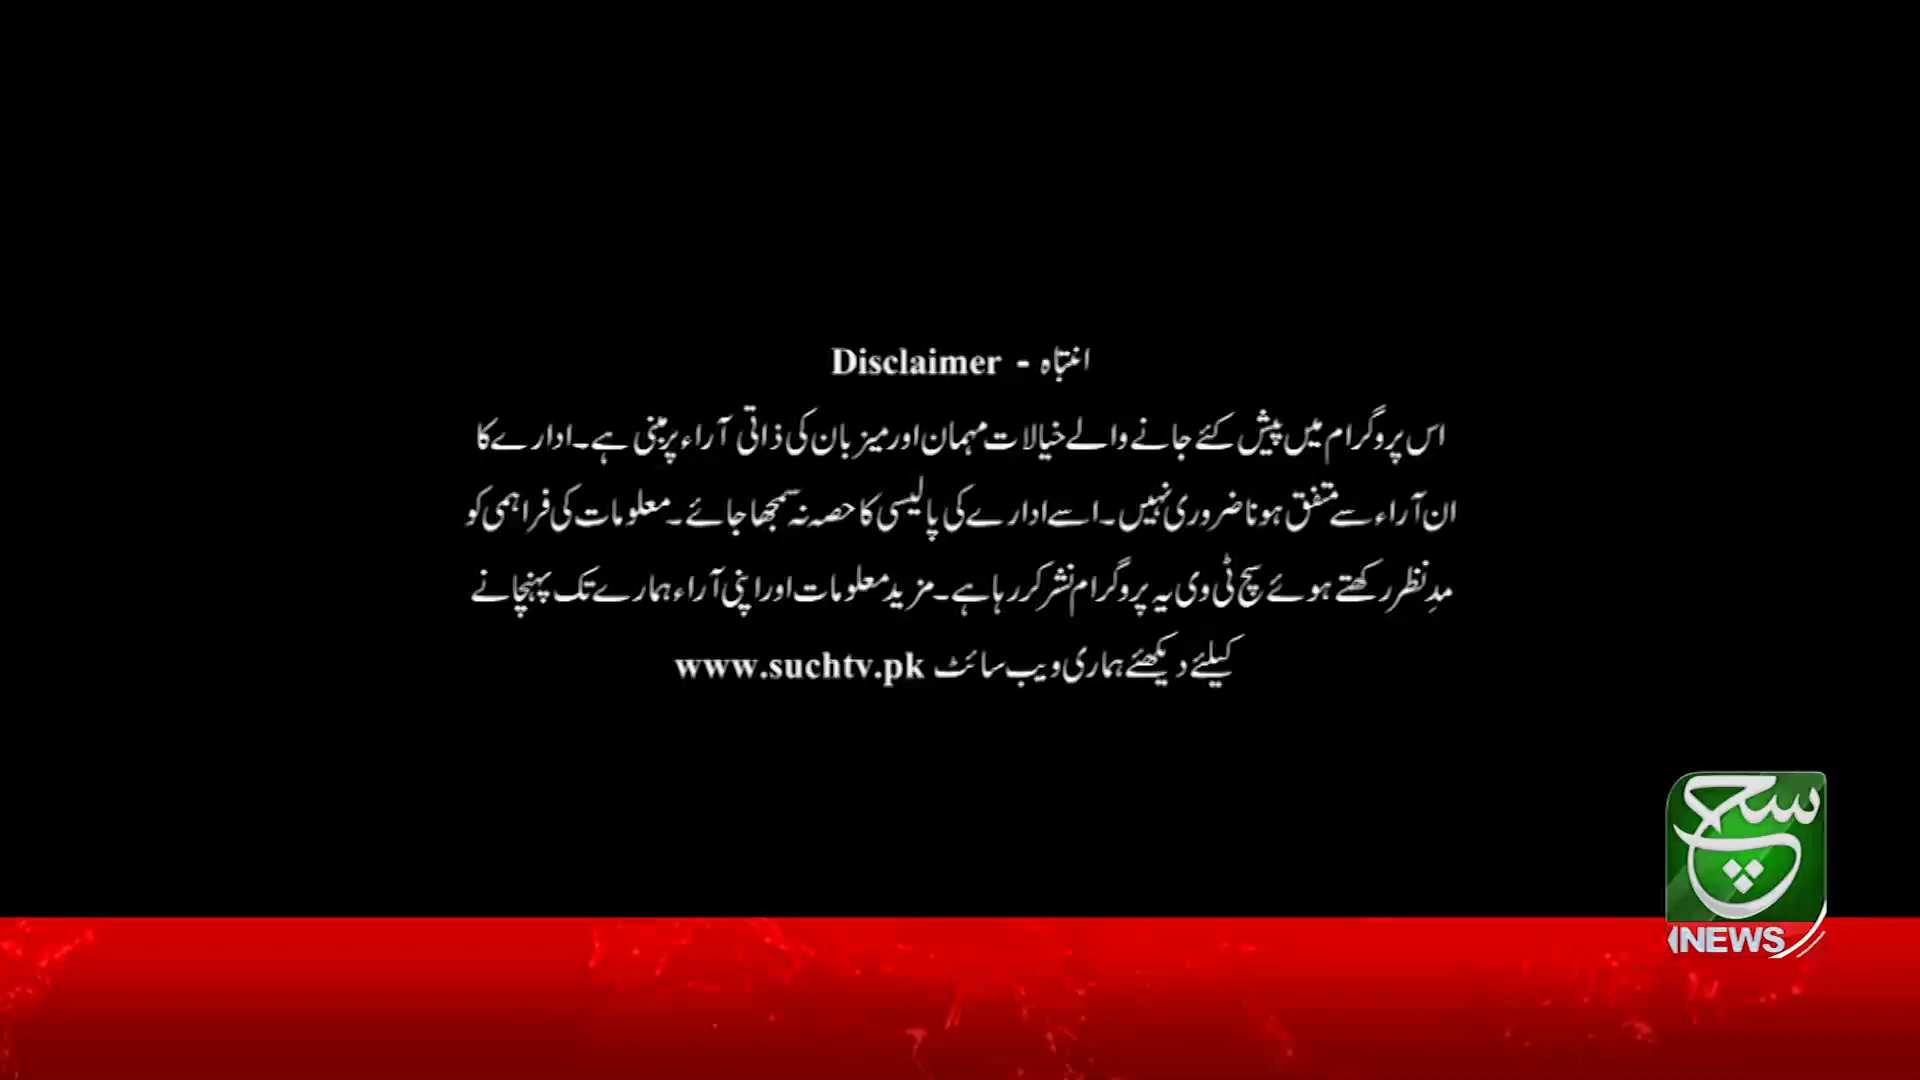 انتباہ - Disclaimer
اس پروگرام میں پیش کئے جانے والے خیالات مہمان اور میزبان کی ذاتی آراء پر مبنی ہے۔ ادارے کا
ان آراء سے متفق ہونا ضروری نہیں۔ اسے ادارے کی پالیسی کا حصہ نہ سمجھا جائے۔ معلومات کی فراہمی کو
مدِنظر رکھتے ہوئے سچ ٹی وی یہ پروگرام نشر کر رہا ہے۔ مزید معلومات اور اپنی آراء ہمارے تک پہنچانے
کیلئے دیکھئے ہماری ویب سائٹ www.suchtv.pk
سچ
NEWS